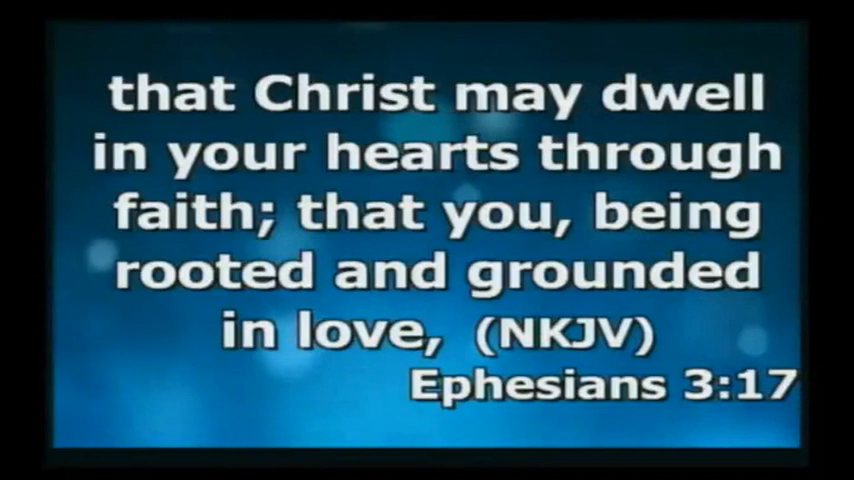 that Christ may dwell
in your hearts through
faith; that you, being
rooted and grounded
in love, (NKJV)
Ephesians 3:17